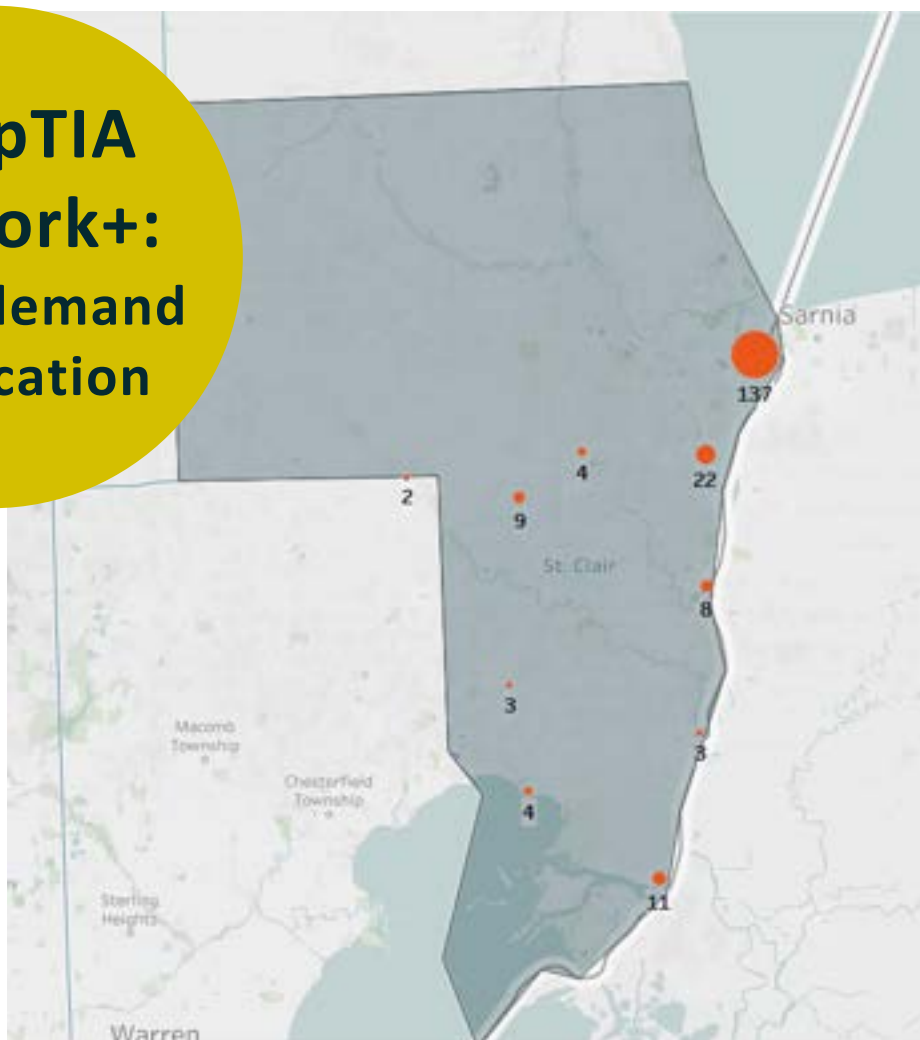 pTIA
ork+:
demand
cation
Sarnia
137
4
22
2
9
St. Clair
8
3
Macomb
Township
3
Chesterfield
Township
4
Sterling
Heights
11
Warren